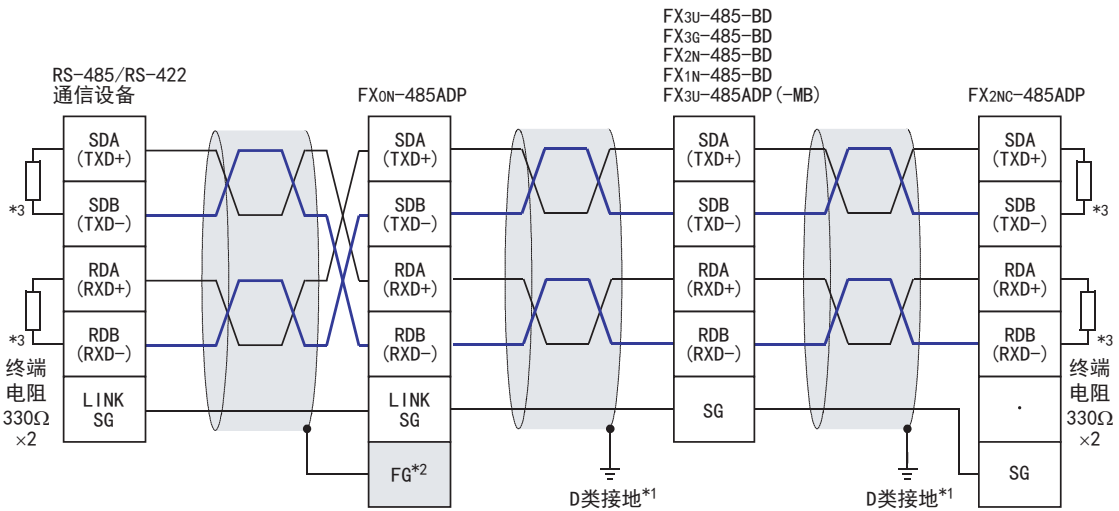 FX3U-485-BD
FX3G-485-BD
FX2N-485-BD
FX1N-485-BD
FX3U-485ADP(-MB)
RS-485/RS-422
通信设备
FX0N-485ADP
FX2NC-485ADP
SDA
(TXD+)
SDB
(TXD-)
RDA
(RXD+)
RDB
(RXD-)
LINK
SG
*3
*3
终端
电阻
330Ω
×2
SDA
(TXD+)
SDB
(TXD-)
RDA
(RXD+)
RDB
(RXD-)
LINK
SG
FG*2
D类接地*1
SDA
(TXD+)
SDB
(TXD-)
RDA
(RXD+)
RDB
(RXD-)
SG
D类接地*1
SDA
(TXD+)
SDB
(TXD-)
RDA
(RXD+)
RDB
(RXD-)
·
SG
*3
*3
终端
电阻
330Ω
×2